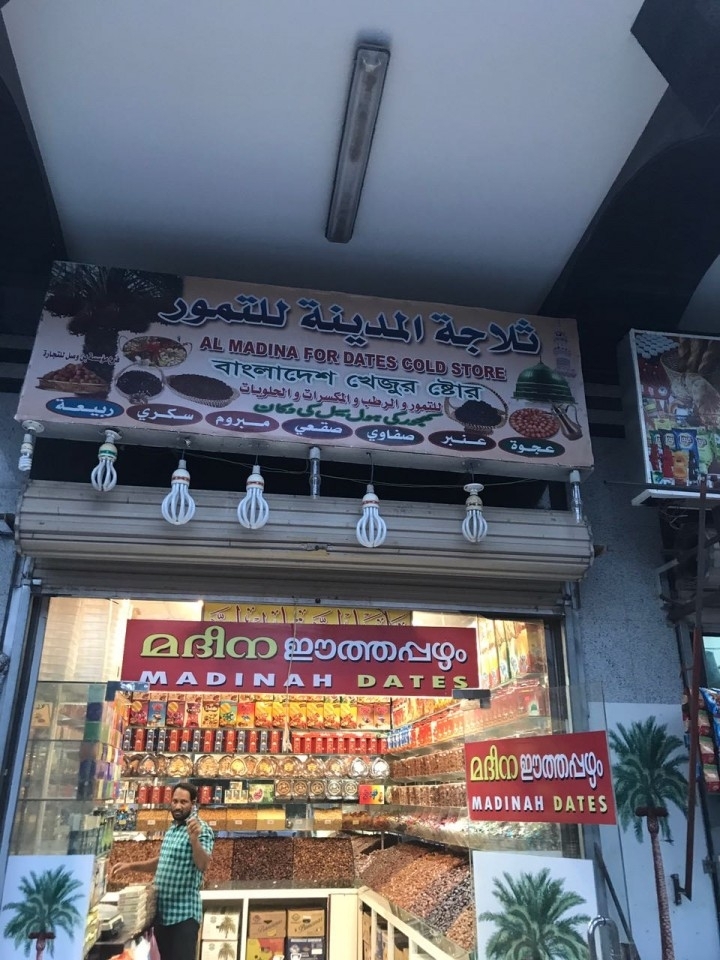 ثلاجة المدينة للتمور
AL MADINA FOR DATES COLD STORE
বাংলাদেশ খেজুর ষ্টোর
للتمور و الرطب و المكسرات و الحلويات
عجوة
عنبر
صفاوي
صقعي
مبروم
سكري
ربيعة
മദീന ഈത്തപ്പഴം
MADINAH DATES
മദീന ഈത്തപ്പഴം
MADINAH DATES